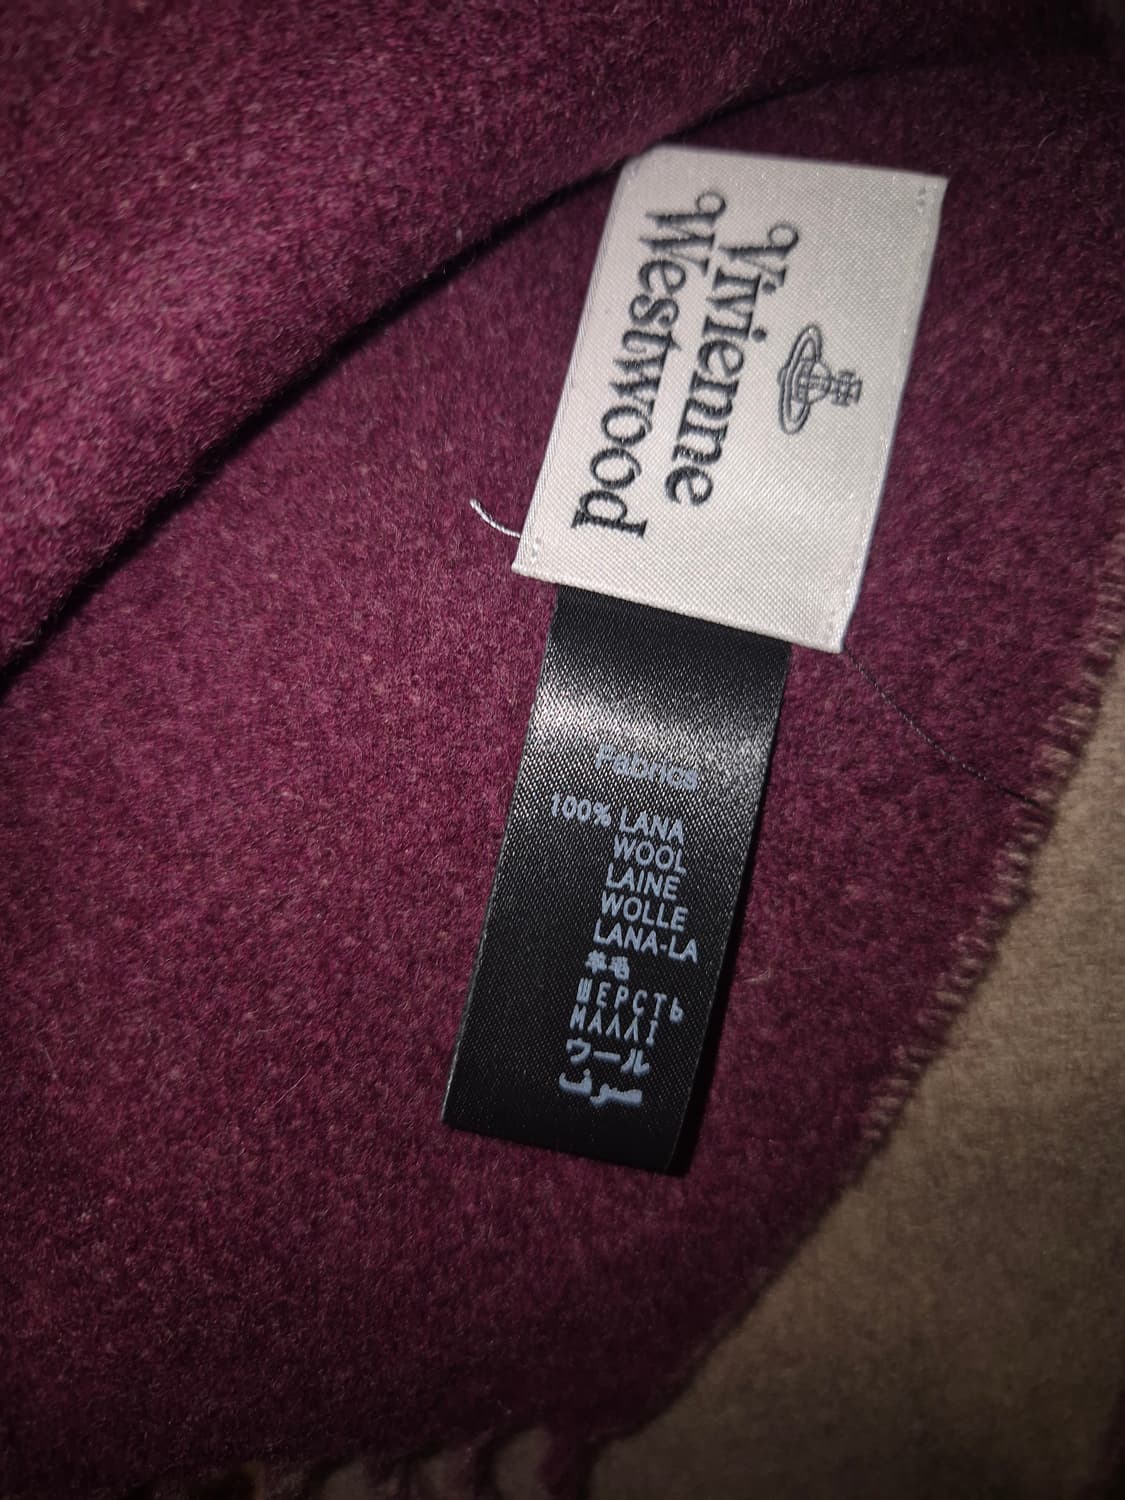 Vivienne
Westwood
Fabrics
100% LANA
WOOL
LAINE
WOLLE
LANA-LA
羊毛
ШЕРСТЬ
ΜΑΛΛΙ
ウール
صوف